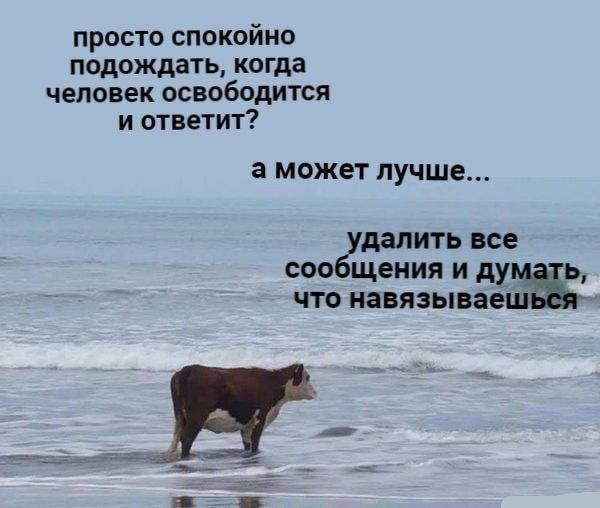 просто спокойно
подождать, когда
человек освободится
и ответит?
а может лучше...
удалить все
сообщения и думать,
что навязываешься